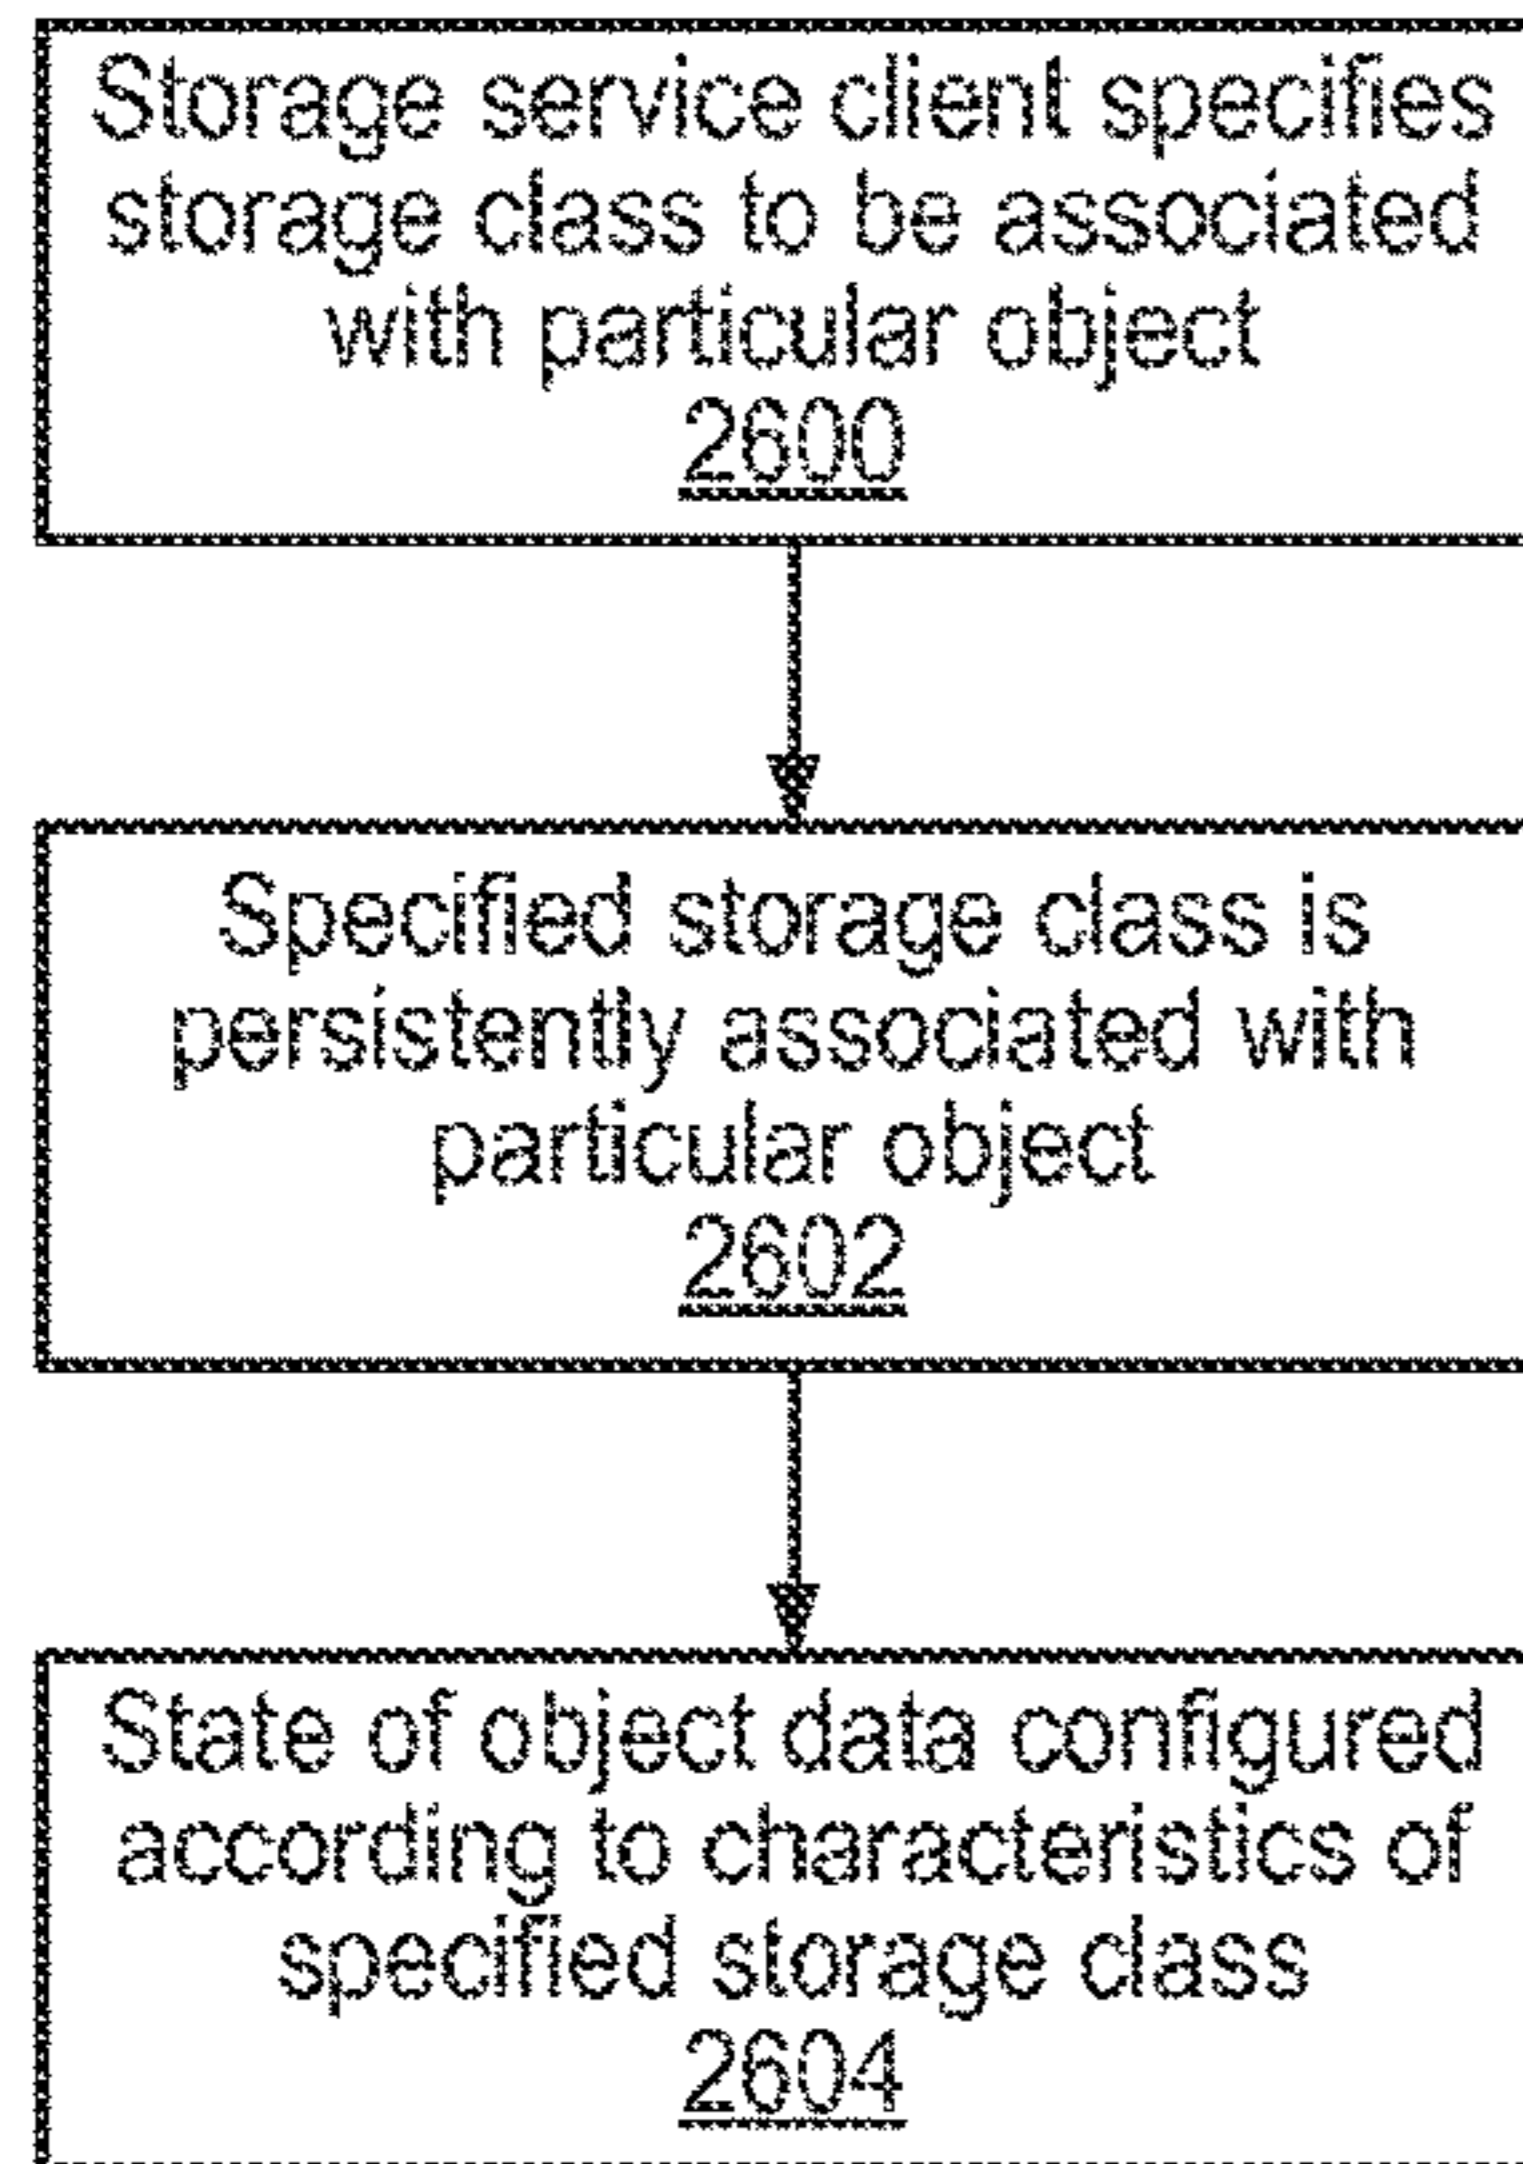 Storage service client specifies
storage class to be associated
with particular object
2600
Specified storage class is
persistently associated with
particular object
2602
State of object data configured
according to characteristics of
specified storage class
2604